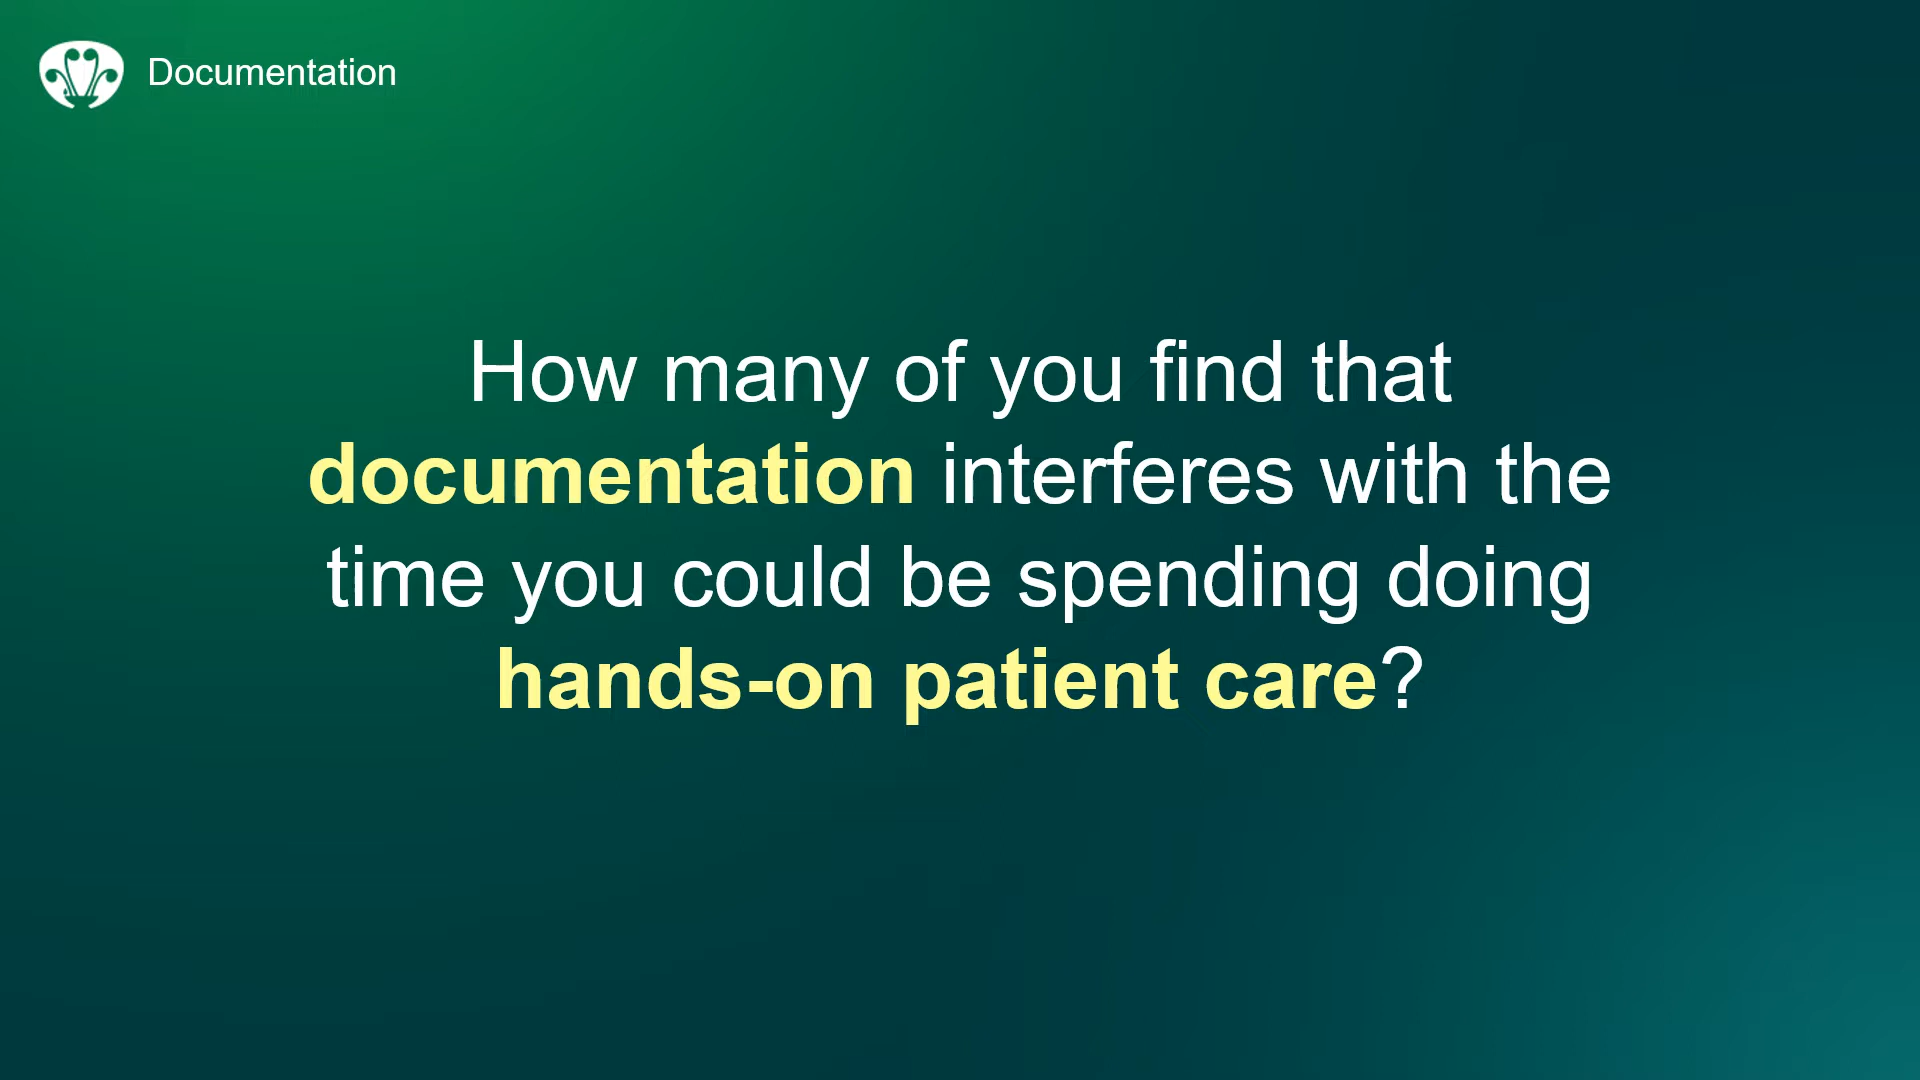 Documentation
How many of you find that
documentation interferes with the
time you could be spending doing
hands-on patient care?